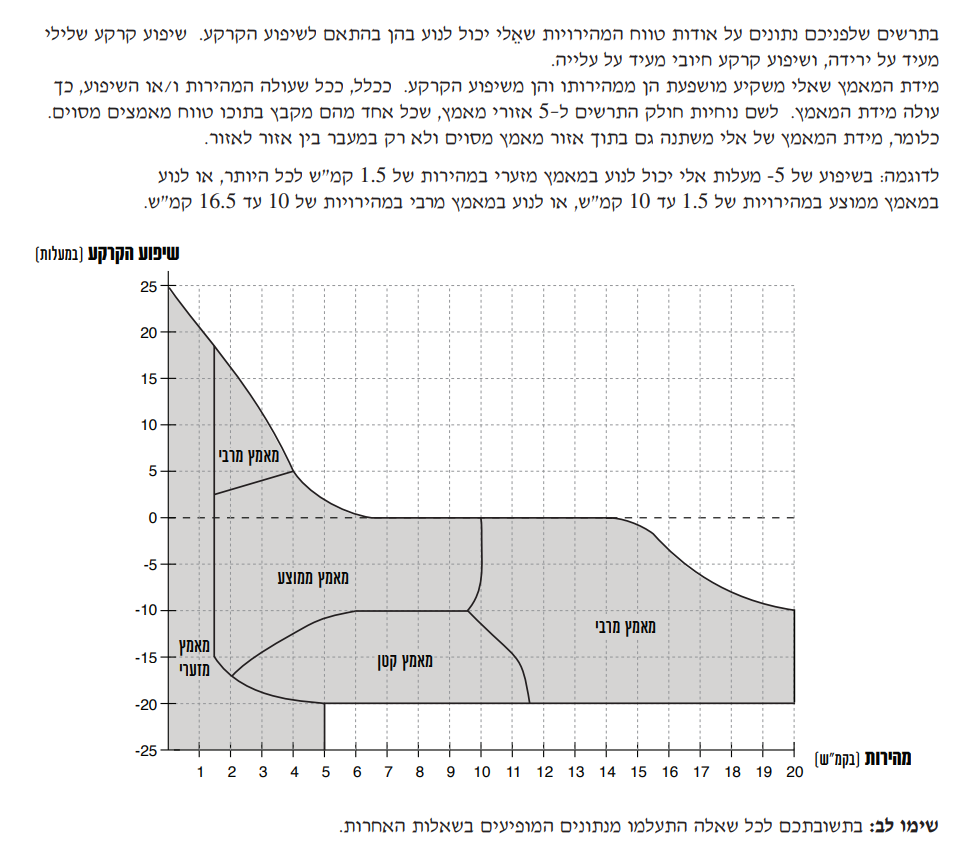 בתרשים שלפניכם נתונים על אודות טווח המהירויות שאֵלי יכול לנוע בהן בהתאם לשיפוע הקרקע. שיפוע קרקע שלילי
מעיד על ירידה, ושיפוע קרקע חיובי מעיד על עלייה.
מידת המאמץ שאלי משקיע מושפעת הן ממהירותו והן משיפוע הקרקע. ככלל, ככל שעולה המהירות ו/או השיפוע, כך
עולה מידת המאמץ. לשם נוחיות חולק התרשים ל-5 אזורי מאמץ, שכל אחד מהם מקבץ בתוכו טווח מאמצים מסוים.
כלומר, מידת המאמץ של אלי משתנה גם בתוך אזור מאמץ מסוים ולא רק במעבר בין אזור לאזור.
לדוגמה: בשיפוע של 5- מעלות אלי יכול לנוע במאמץ מזערי במהירות של 1.5 קמ"ש לכל היותר, או לנוע
במאמץ ממוצע במהירויות של 1.5 עד 10 קמ"ש, או לנוע במאמץ מרבי במהירויות של 10 עד 16.5 קמ"ש.
שיפוע הקרקע (במעלות)
25
20
15
10
מאמץ מרבי
5
0
-5
מאמץ ממוצע
-10
מאמץ מרבי
מאמץ
מזערי
-15
מאמץ קטן
-20
-25
מהירות (בקמ"ש)
1 2 3 4 5 6 7 8 9 10 11 12 13 14 15 16 17 18 19 20
שימו לב: בתשובתכם לכל שאלה התעלמו מנתונים המופיעים בשאלות האחרות.